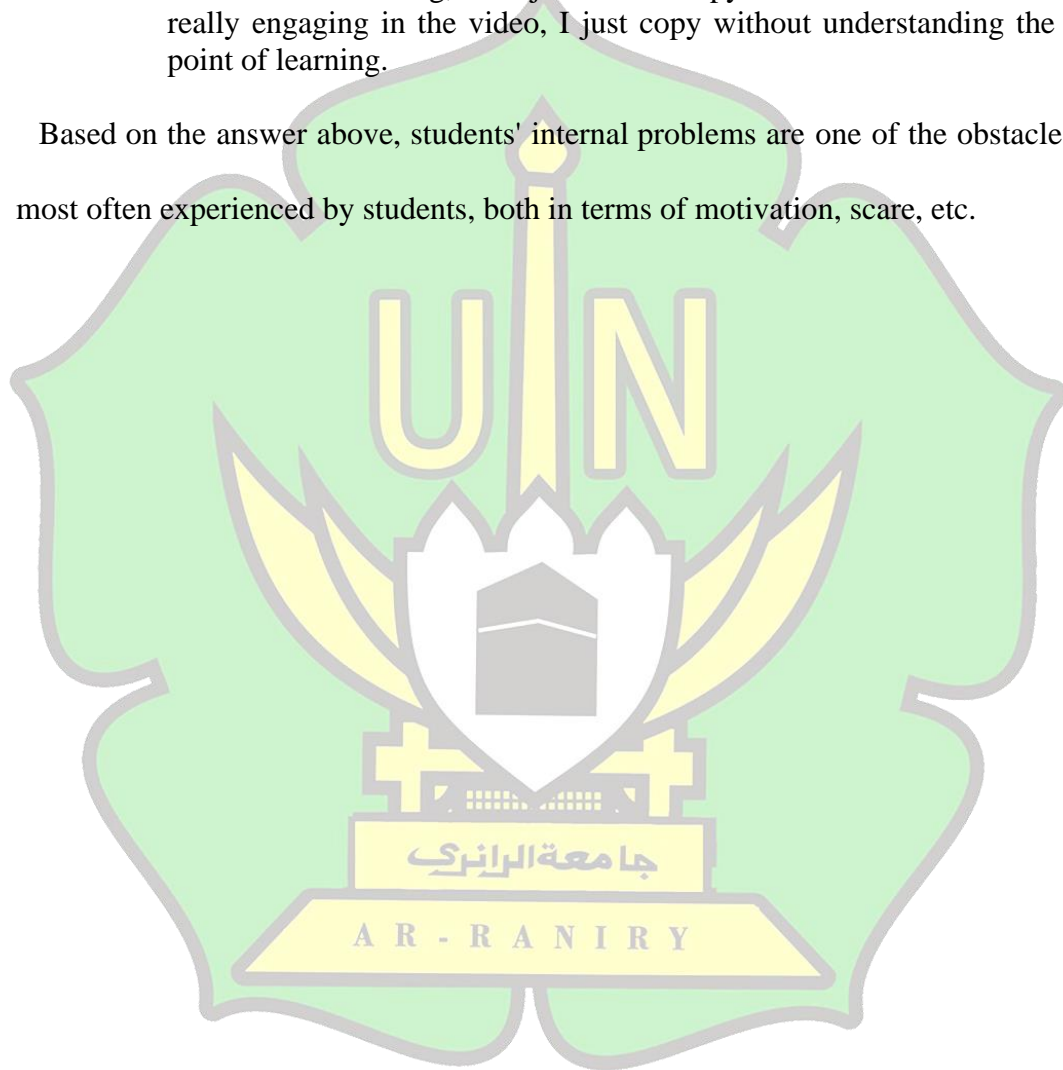 really engaging in the video, I just copy without understanding the
point of learning.
Based on the answer above, students' internal problems are one of the obstacle
most often experienced by students, both in terms of motivation, scare, etc.
UIN
جامعة الرانري
AR-RANIRY